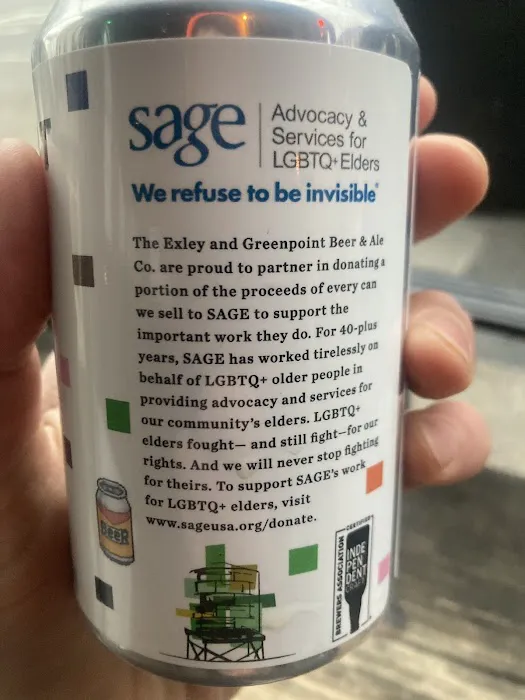 sage
Advocacy &
Services for
LGBTQ+Elders
We refuse to be invisible
The Exley and Greenpoint Beer & Ale
Co. are proud to partner in donating a
portion of the proceeds of every can
we sell to SAGE to support the
important work they do. For 40-plus
years, SAGE has worked tirelessly on
behalf of LGBTQ+ older people in
providing advocacy and services for
our community's elders. LGBTQ+
elders fought— and still fight—for our
rights. And we will never stop fighting
for theirs. To support SAGE's work
for LGBTQ+ elders, visit
www.sageusa.org/donate.
BEER
BREWERS ASSOCIATION
CERTIFIED
INDE
PEN
DENT
CRAFT